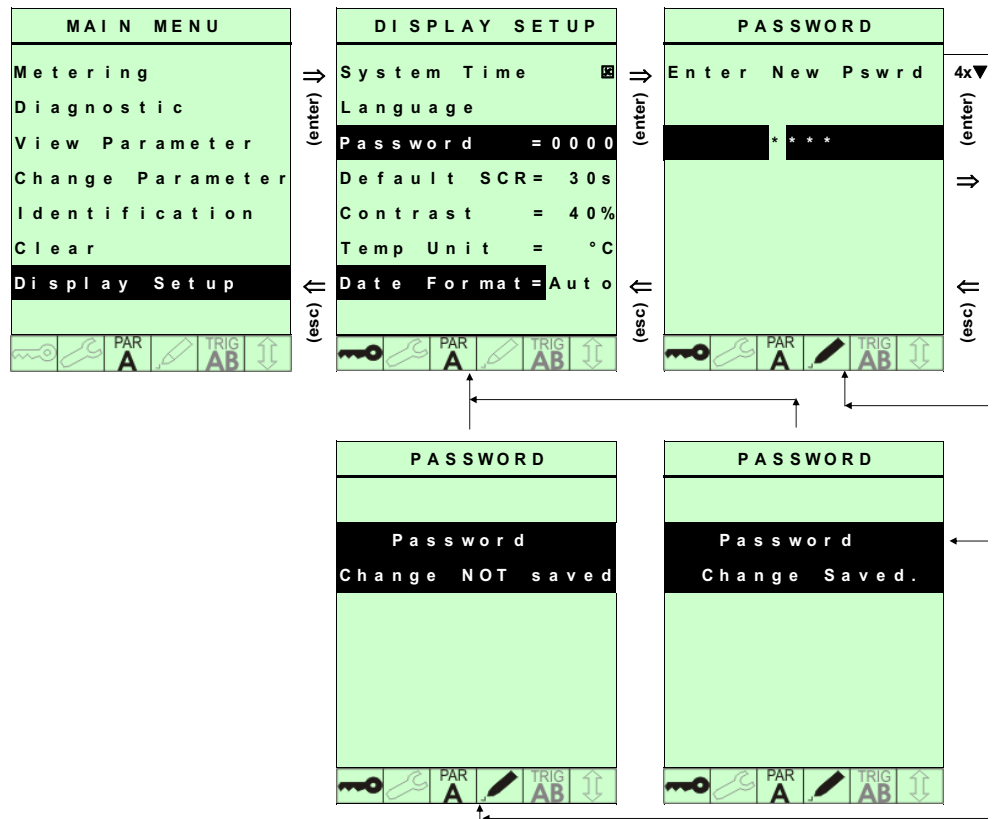 MAIN MENU
Metering
Diagnostic
View Parameter
Change Parameter
Identification
Clear
Display Setup
PAR
A
TRIG
AB
⇒
(enter)
⇐
(esc)
DISPLAY SETUP
System Time
Language
Password =0000
Default SCR= 30s
Contrast = 40%
Temp Unit = °C
Date Format=Auto
PAR
A
TRIG
AB
⇒
(enter)
⇐
(esc)
PASSWORD
Enter New Pswrd
****
PAR
A
TRIG
AB
4x▼
(enter)
⇒
⇐
(esc)
PASSWORD
Password
Change NOT saved
PAR
A
TRIG
AB
PASSWORD
Password
Change Saved.
PAR
A
TRIG
AB